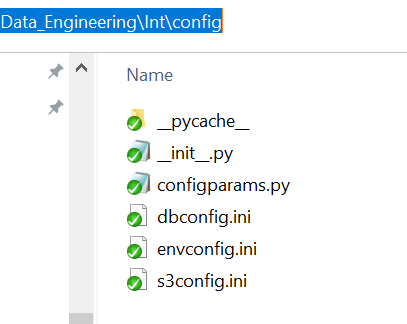 Data_Engineering\Int\config
Name
__pycache__
__init__.py
configparams.py
dbconfig.ini
envconfig.ini
s3config.ini